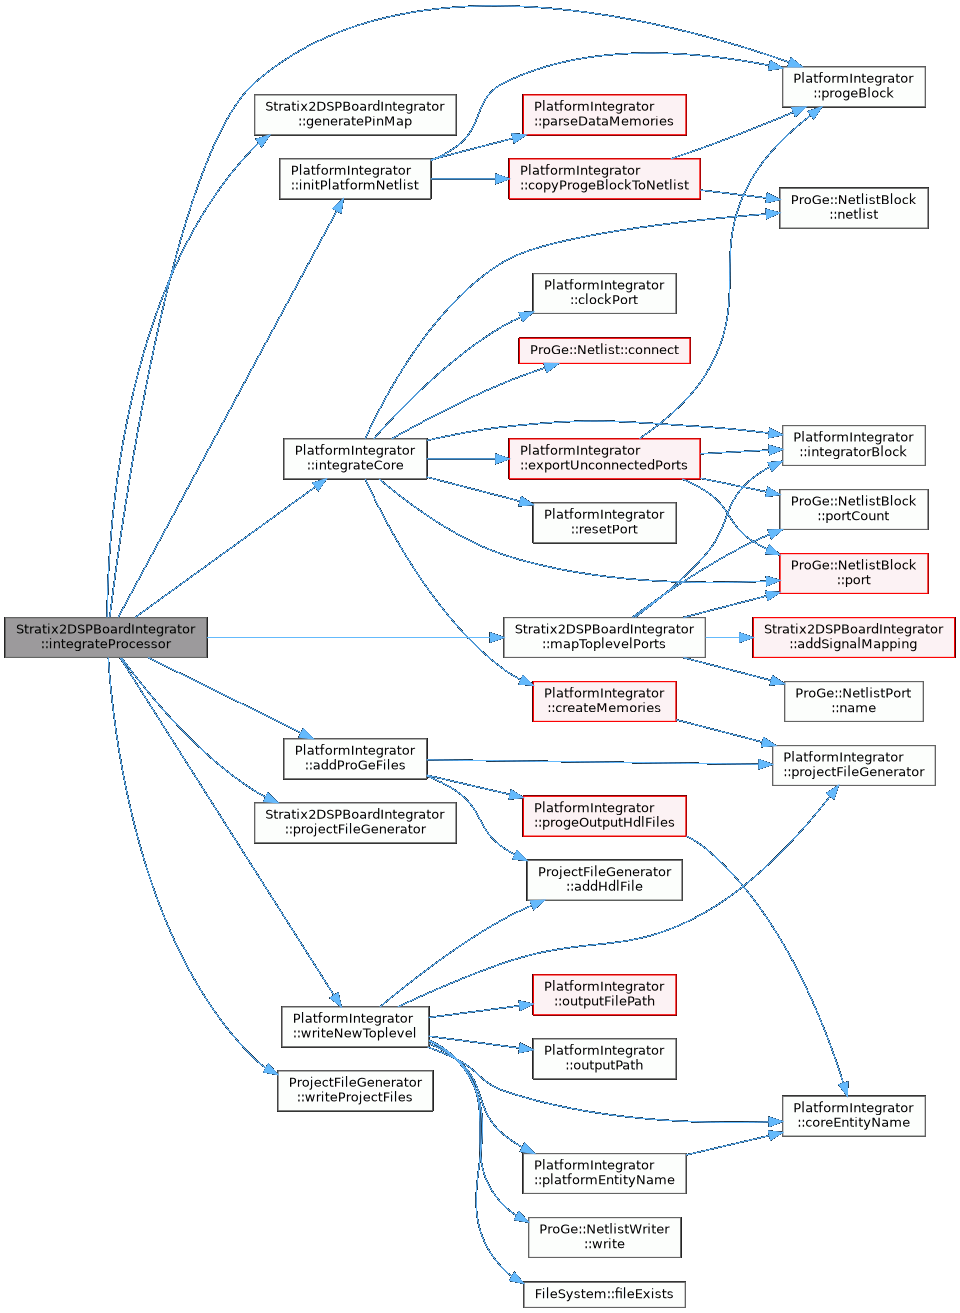 PlatformIntegrator
::progeBlock
Stratix2DSPBoardIntegrator
::generatePinMap
PlatformIntegrator
::parseDataMemories
PlatformIntegrator
::initPlatformNetlist
PlatformIntegrator
::copyProgeBlockToNetlist
ProGe::NetlistBlock
::netlist
PlatformIntegrator
::clockPort
ProGe::Netlist::connect
PlatformIntegrator
::integrateCore
PlatformIntegrator
::exportUnconnectedPorts
PlatformIntegrator
::integratorBlock
ProGe::NetlistBlock
::portCount
PlatformIntegrator
::resetPort
ProGe::NetlistBlock
::port
Stratix2DSPBoardIntegrator
::integrateProcessor
Stratix2DSPBoardIntegrator
::mapToplevelPorts
Stratix2DSPBoardIntegrator
::addSignalMapping
PlatformIntegrator
::createMemories
ProGe::NetlistPort
::name
PlatformIntegrator
::addProGeFiles
PlatformIntegrator
::projectFileGenerator
Stratix2DSPBoardIntegrator
::projectFileGenerator
PlatformIntegrator
::progeOutputHdlFiles
ProjectFileGenerator
::addHdlFile
PlatformIntegrator
::outputFilePath
PlatformIntegrator
::writeNewToplevel
PlatformIntegrator
::outputPath
ProjectFileGenerator
::writeProjectFiles
PlatformIntegrator
::coreEntityName
PlatformIntegrator
::platformEntityName
ProGe::NetlistWriter
::write
FileSystem::fileExists